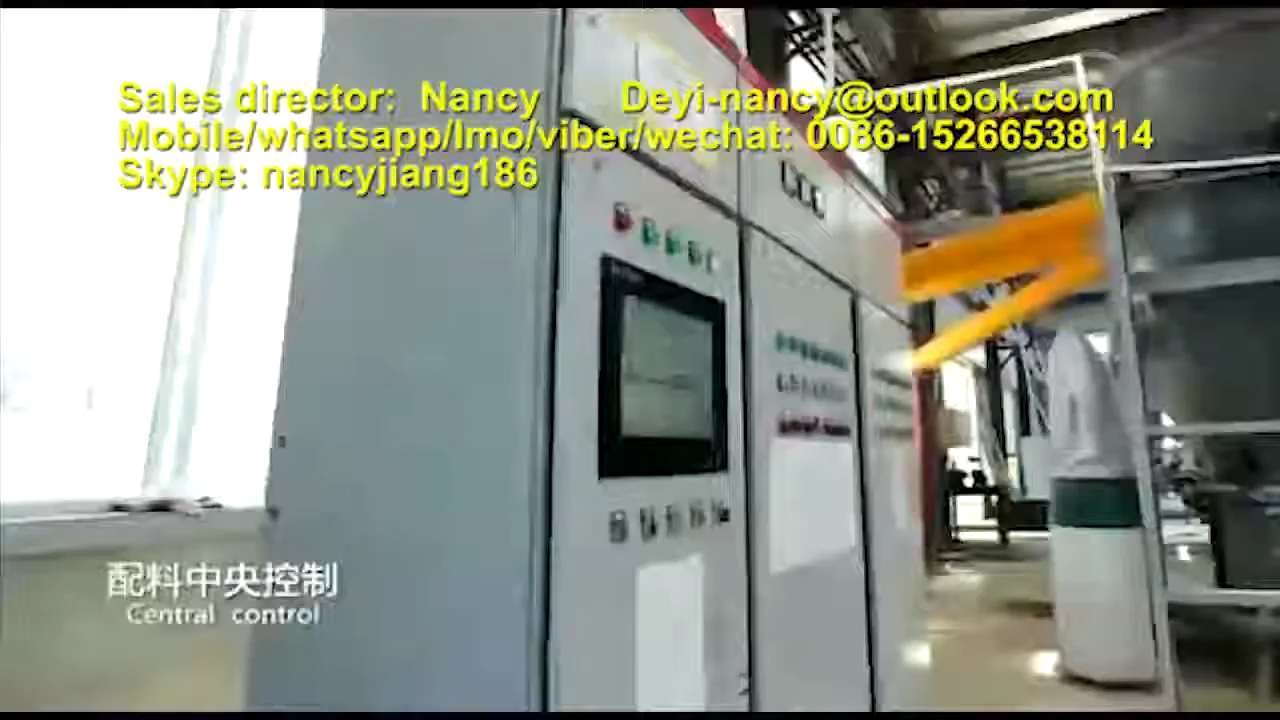 Sales director: Nancy Deyi-nancy@outlook.com
Mobile/whatsapp/Imo/viber/wechat: 0086-15266538114
Skype: nancyjiang186
配料中央控制
Central control